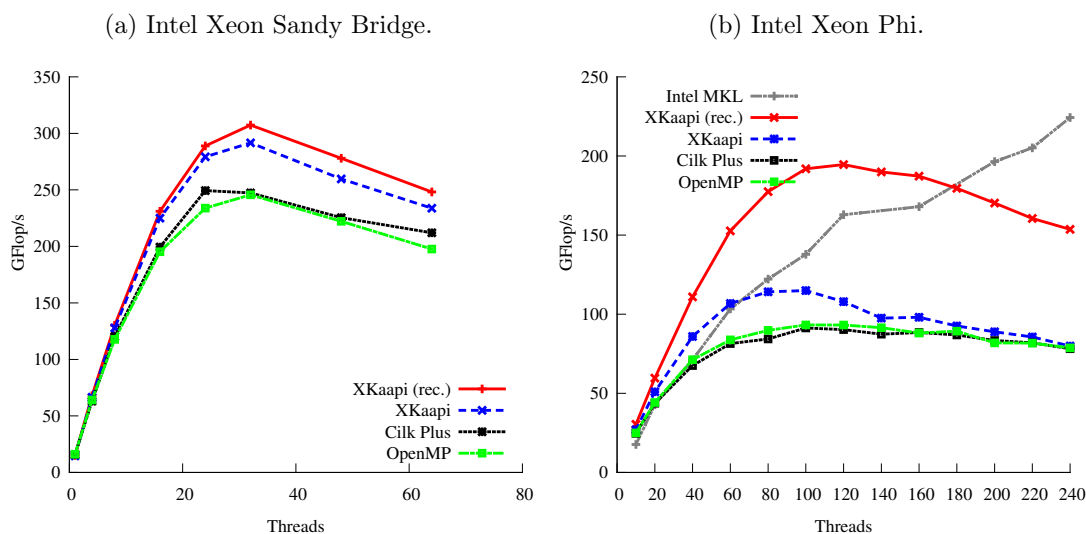 (a) Intel Xeon Sandy Bridge.
350
300
250
200
150
100
50
0
GFlop/s
XKaapi (rec.)
XKaapi
Cilk Plus
OpenMP
0 20 40 60 80
Threads
(b) Intel Xeon Phi.
250
200
150
100
50
0
GFlop/s
Intel MKL
XKaapi (rec.)
XKaapi
Cilk Plus
OpenMP
0 20 40 60 80 100 120 140 160 180 200 220 240
Threads